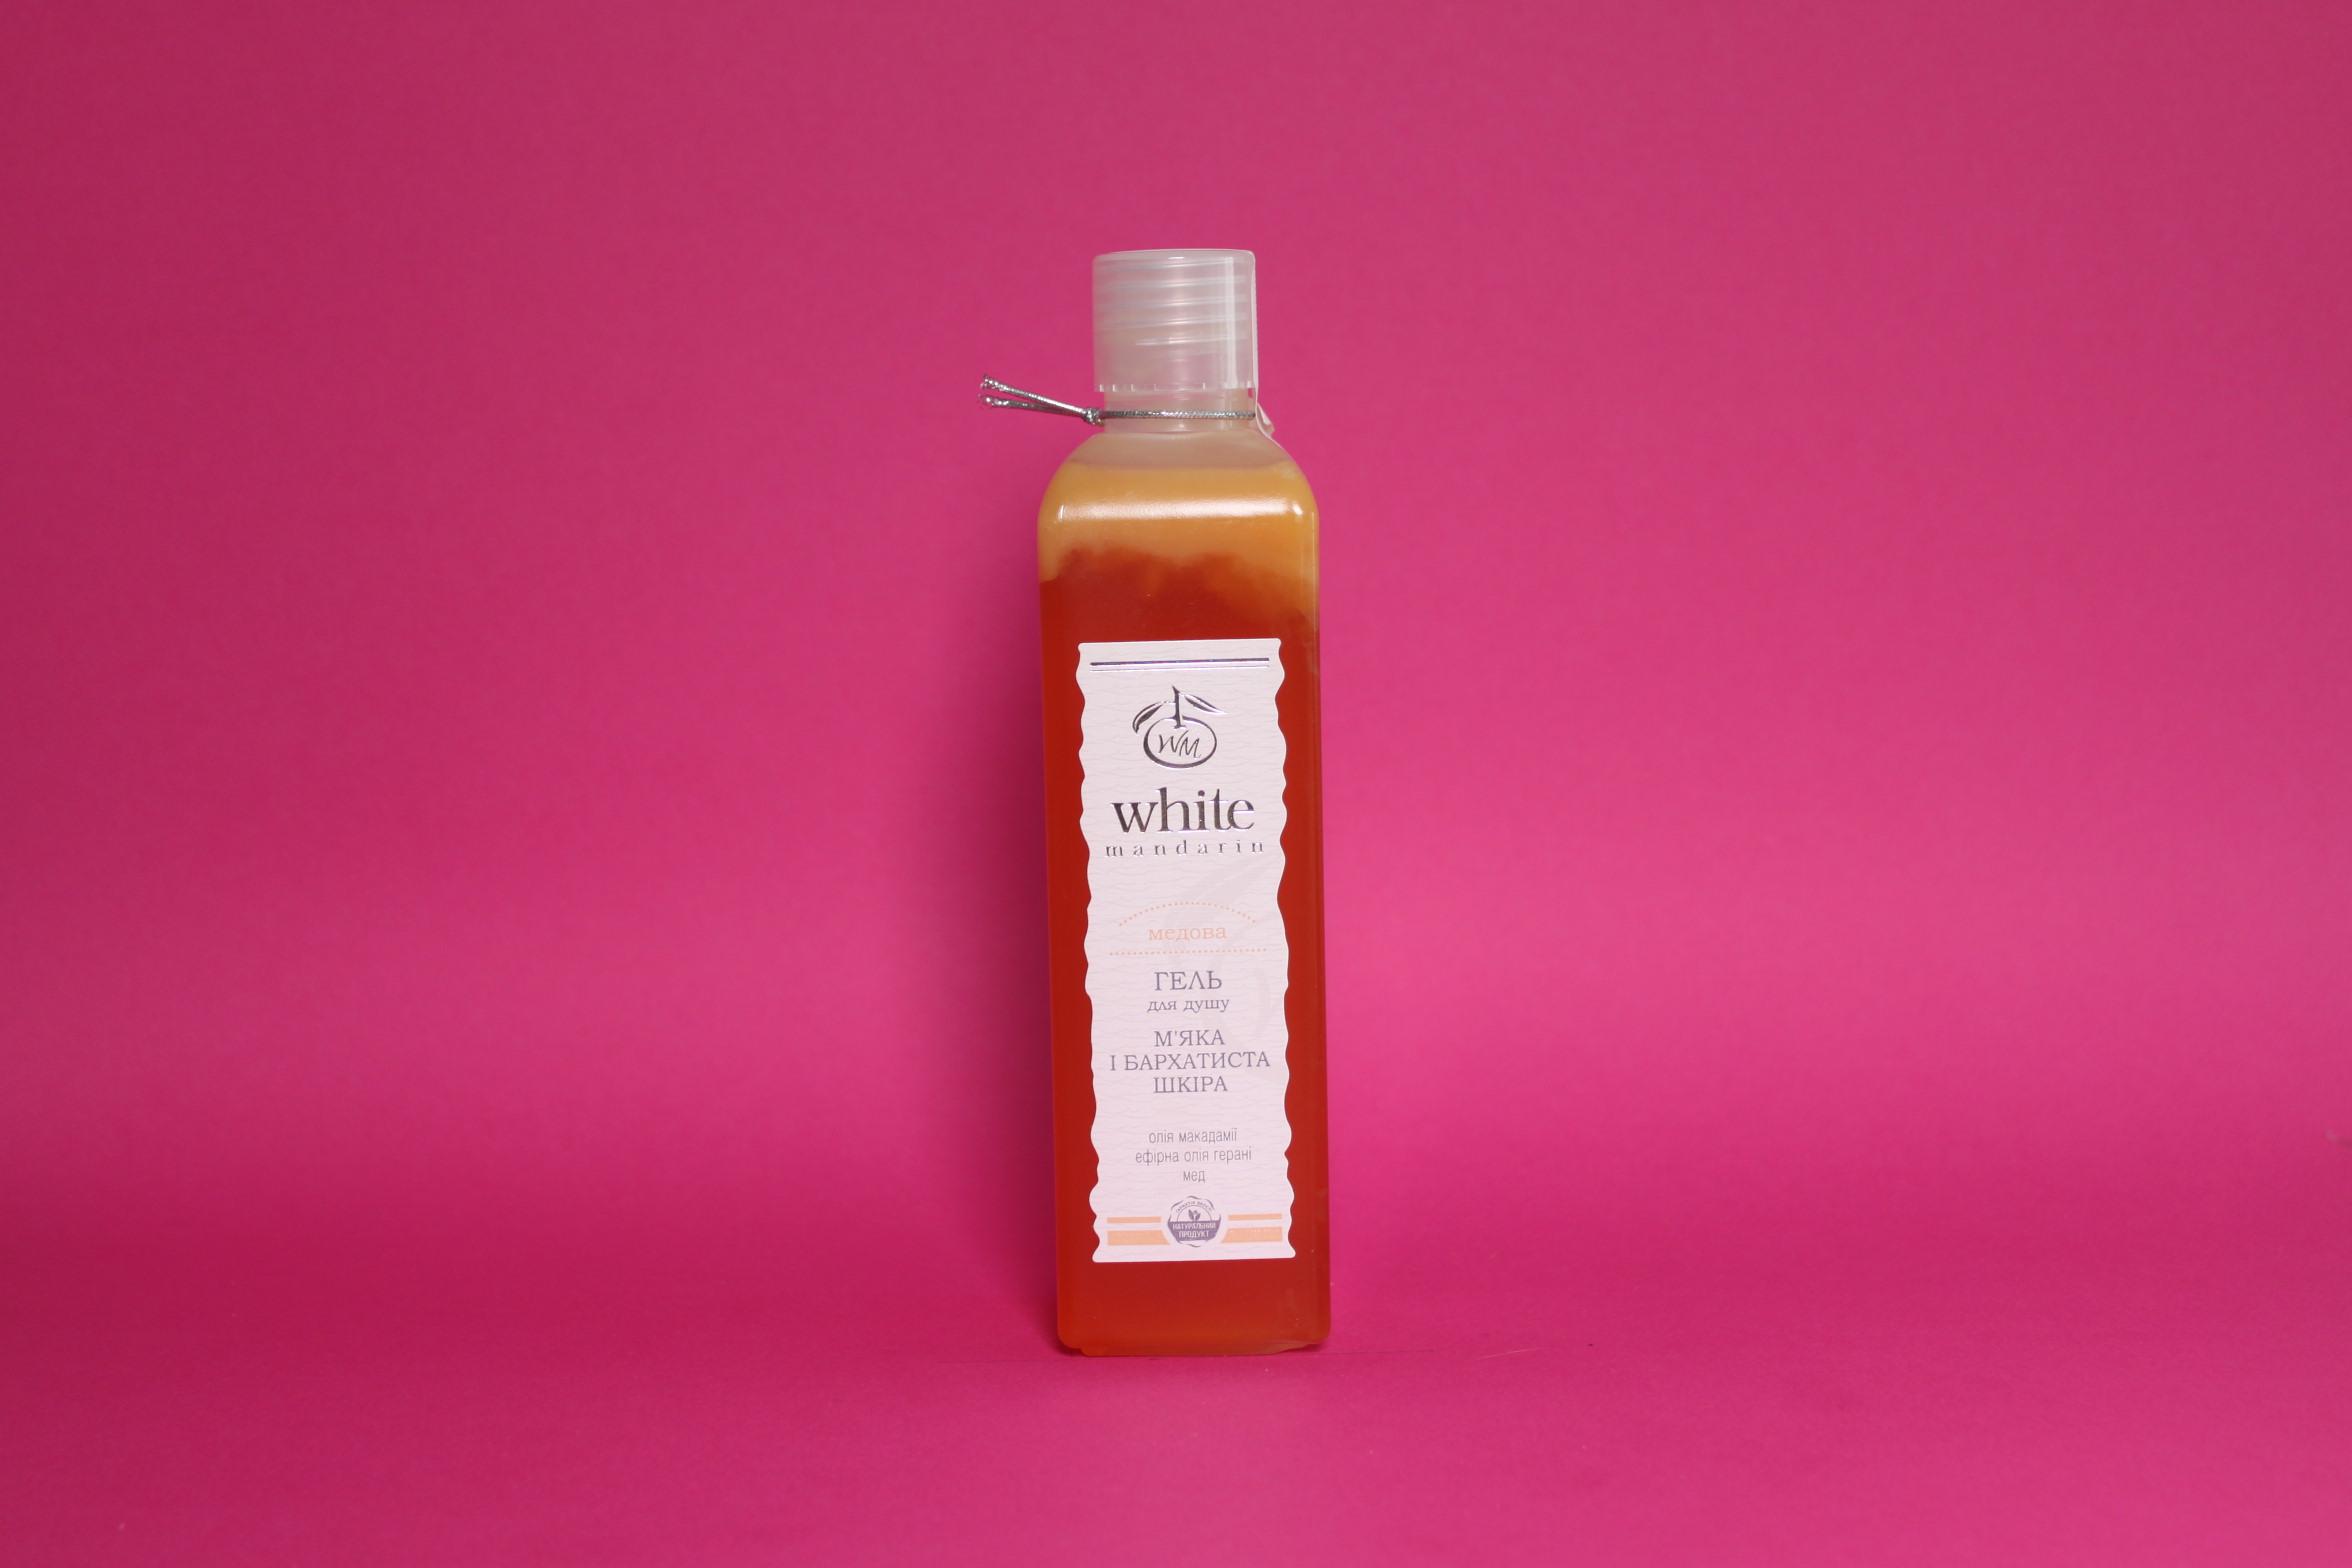 WM
white
mandarin
медова
ГЕЛЬ
для душу
М'ЯКА
І БАРХАТИСТА
ШКІРА
олія макадамії
ефірна олія герані
мед
НАТУРАЛЬНИЙ
ПРОДУКТ